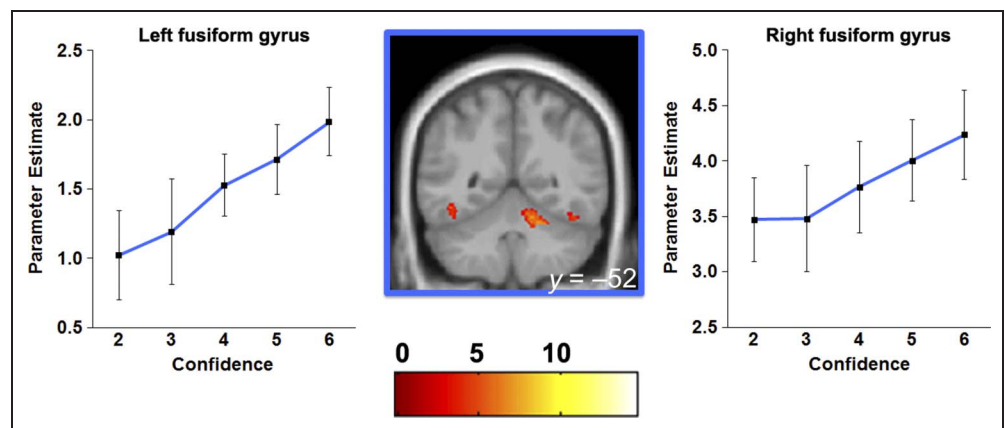 Left fusiform gyrus
2.5
2.0
1.5
1.0
0.5
Parameter Estimate
2 3 4 5 6
Confidence
y = –52
0 5 10
Right fusiform gyrus
5.0
4.5
4.0
3.5
3.0
2.5
Parameter Estimate
2 3 4 5 6
Confidence